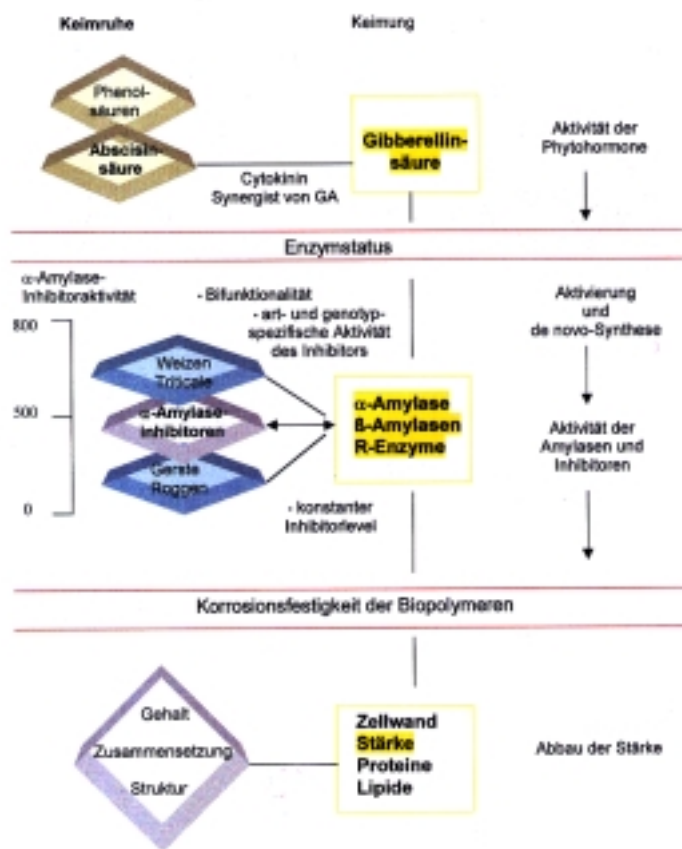 Keimruhe
Keimung
Phenol-
säuren
Abscisin-
säure
Cytokinin
Synergist von GA
Gibberellin-
säure
Aktivität der
Phytohormone
Enzymstatus
α-Amylase-
Inhibitoraktivität
800
500
0
- Bifunktionalität
- art- und genotyp-
spezifische Aktivität
des Inhibitors
Weizen
Triticale
α-Amylase-
inhibitoren
Gerste
Roggen
- konstanter
Inhibitorlevel
α-Amylase
ß-Amylasen
R-Enzyme
Aktivierung
und
de novo-Synthese
Aktivität der
Amylasen und
Inhibitoren
Korrosionsfestigkeit der Biopolymeren
Gehalt
Zusammensetzung
Struktur
Zellwand
Stärke
Proteine
Lipide
Abbau der Stärke